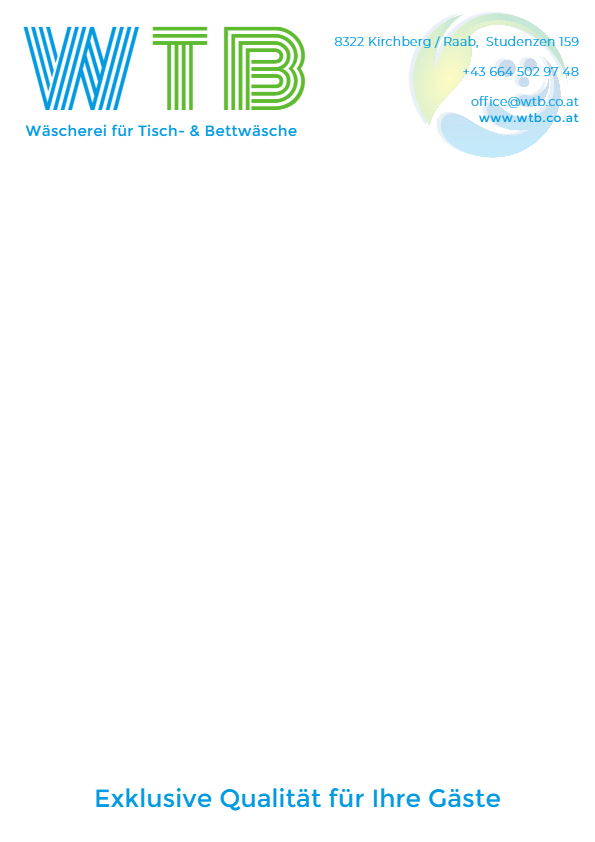 WTB
Wäscherei für Tisch- & Bettwäsche
8322 Kirchberg / Raab, Studenzen 159
+43 664 502 97 48
office@wtb.co.at
www.wtb.co.at
Exklusive Qualität für Ihre Gäste